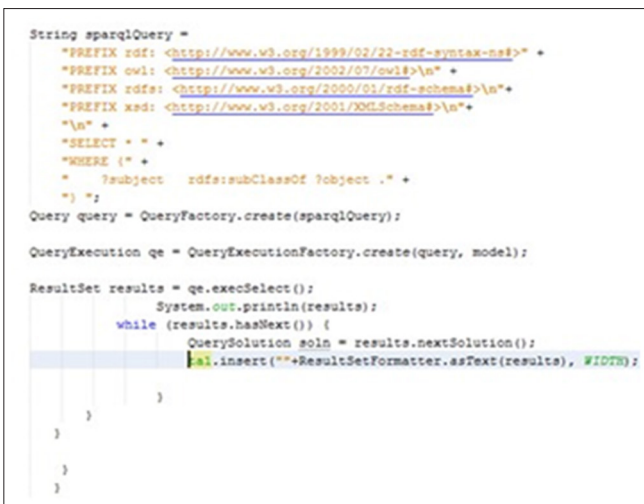 String sparqlQuery =
"PREFIX rdf: <http://www.w3.org/1999/02/22-rdf-syntax-ns#>" +
"PREFIX owl: <http://www.w3.org/2002/07/owl#>\n" +
"PREFIX rdfs: <http://www.w3.org/2000/01/rdf-schema#>\n"+
"PREFIX xsd: <http://www.w3.org/2001/XMLSchema#>\n"+
"\n" +
"SELECT * " +
"WHERE {" +
"    ?subject   rdfs:subClassOf ?object ." +
"} ";
Query query = QueryFactory.create(sparqlQuery);
QueryExecution qe = QueryExecutionFactory.create(query, model);
ResultSet results = qe.execSelect();
System.out.println(results);
while (results.hasNext()) {
QuerySolution soln = results.nextSolution();
ta1.insert(""+ResultSetFormatter.asText(results), WIDTH);
}
}
}
}
}